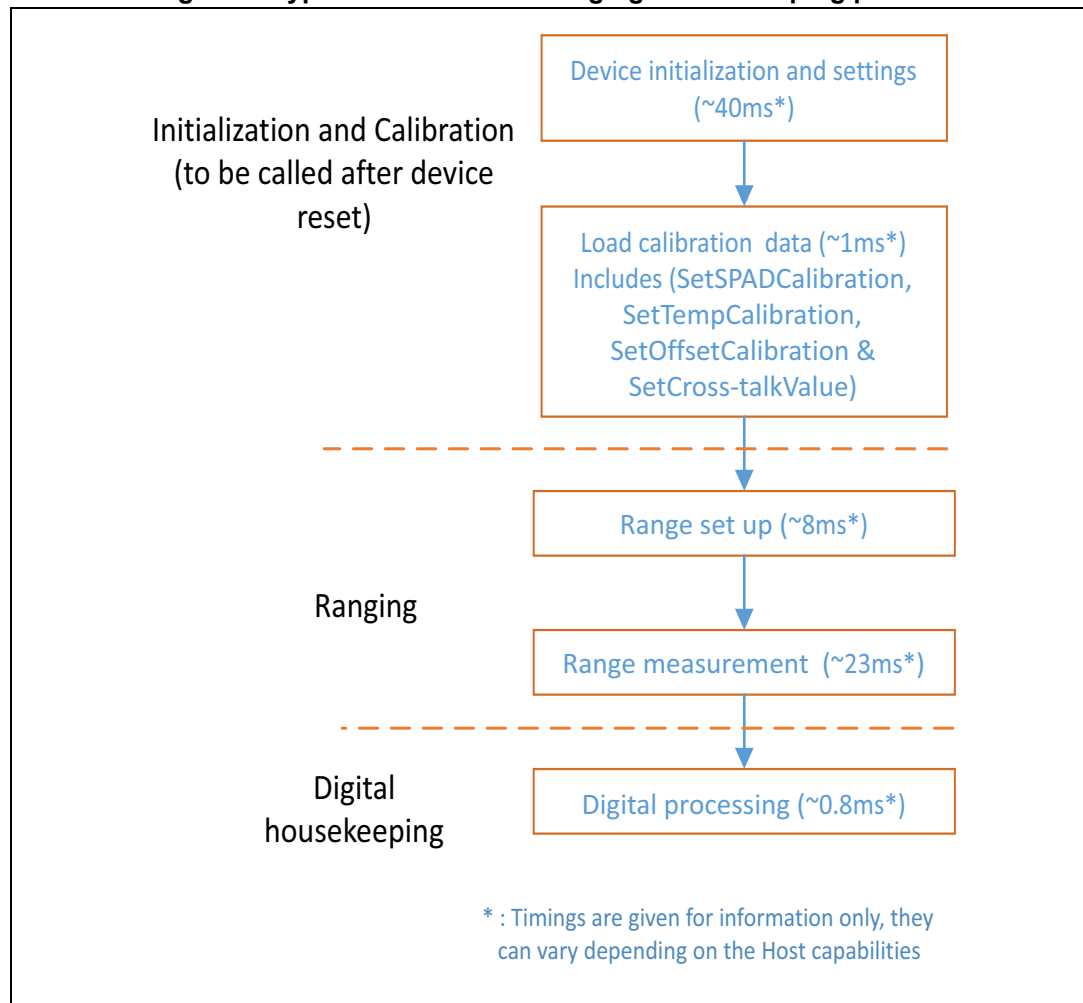 Device initialization and settings
(~40ms*)
Initialization and Calibration
(to be called after device
reset)
Load calibration data (~1ms*)
Includes (SetSPADCalibration,
SetTempCalibration,
SetOffsetCalibration &
SetCross-talkValue)
Range set up (~8ms*)
Ranging
Range measurement (~23ms*)
Digital
housekeeping
Digital processing (~0.8ms*)
* : Timings are given for information only, they
can vary depending on the Host capabilities